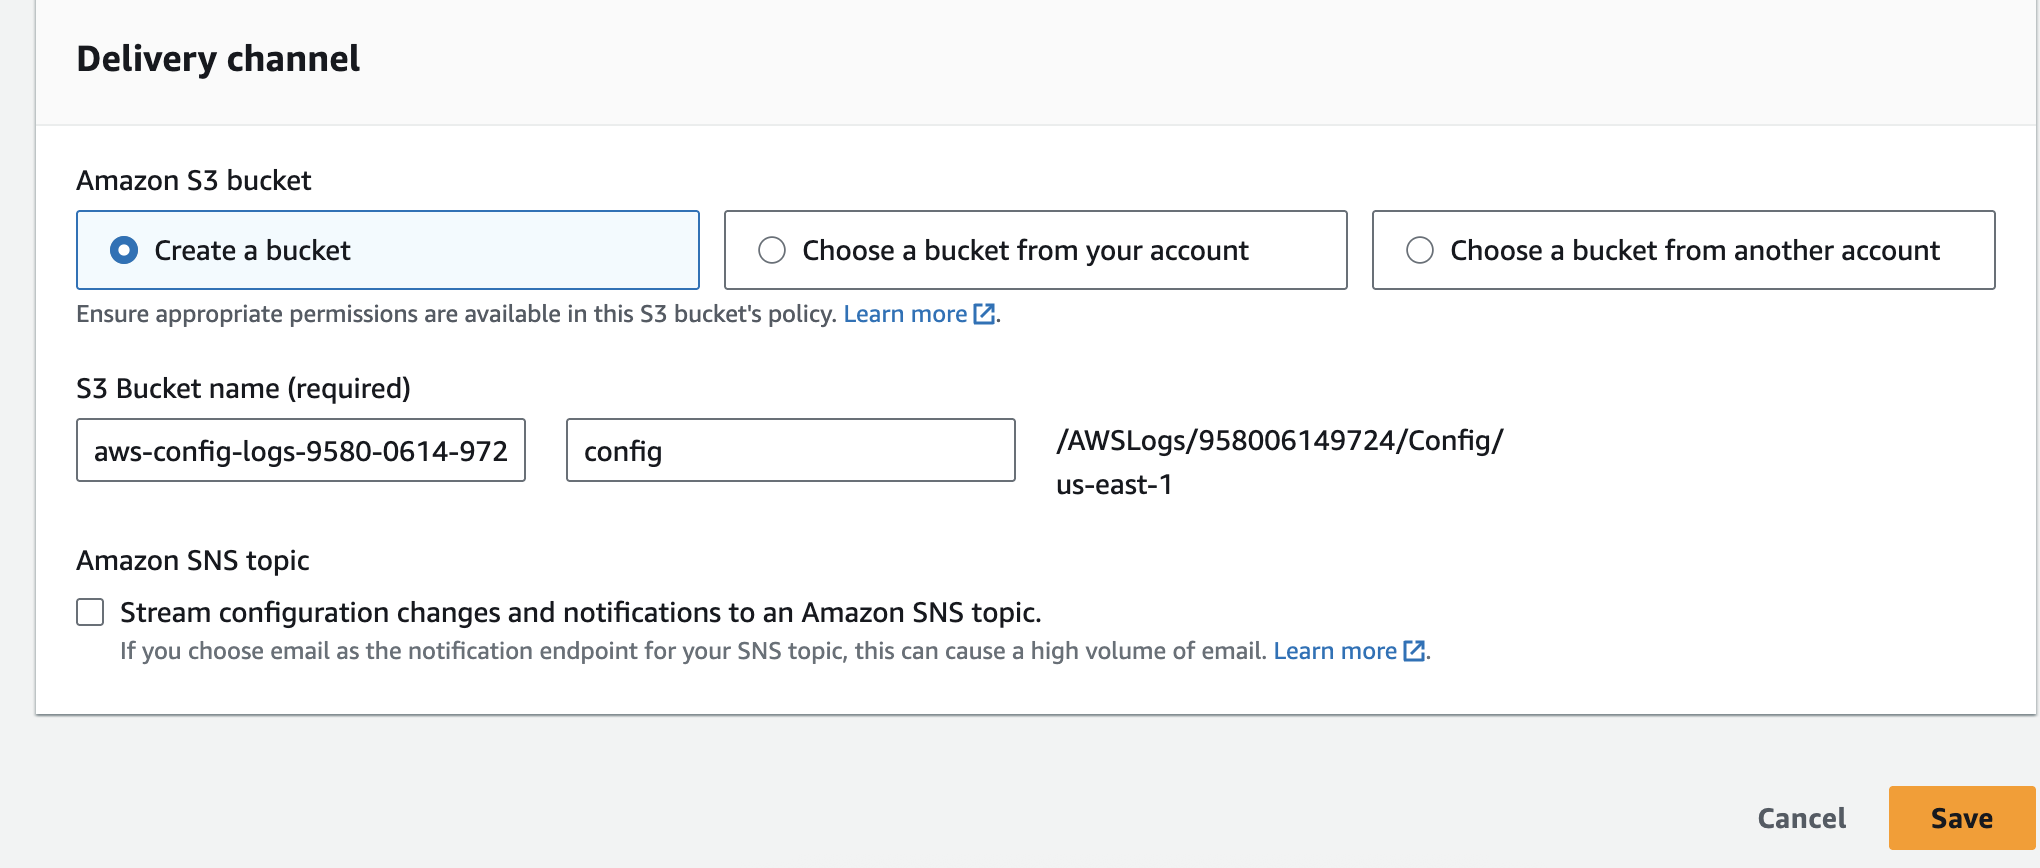 Delivery channel
Amazon S3 bucket
Create a bucket
Choose a bucket from your account
Choose a bucket from another account
Ensure appropriate permissions are available in this S3 bucket's policy. Learn more.
S3 Bucket name (required)
aws-config-logs-9580-0614-972
config
/AWSLogs/958006149724/Config/
us-east-1
Amazon SNS topic
Stream configuration changes and notifications to an Amazon SNS topic.
If you choose email as the notification endpoint for your SNS topic, this can cause a high volume of email. Learn more.
Cancel
Save